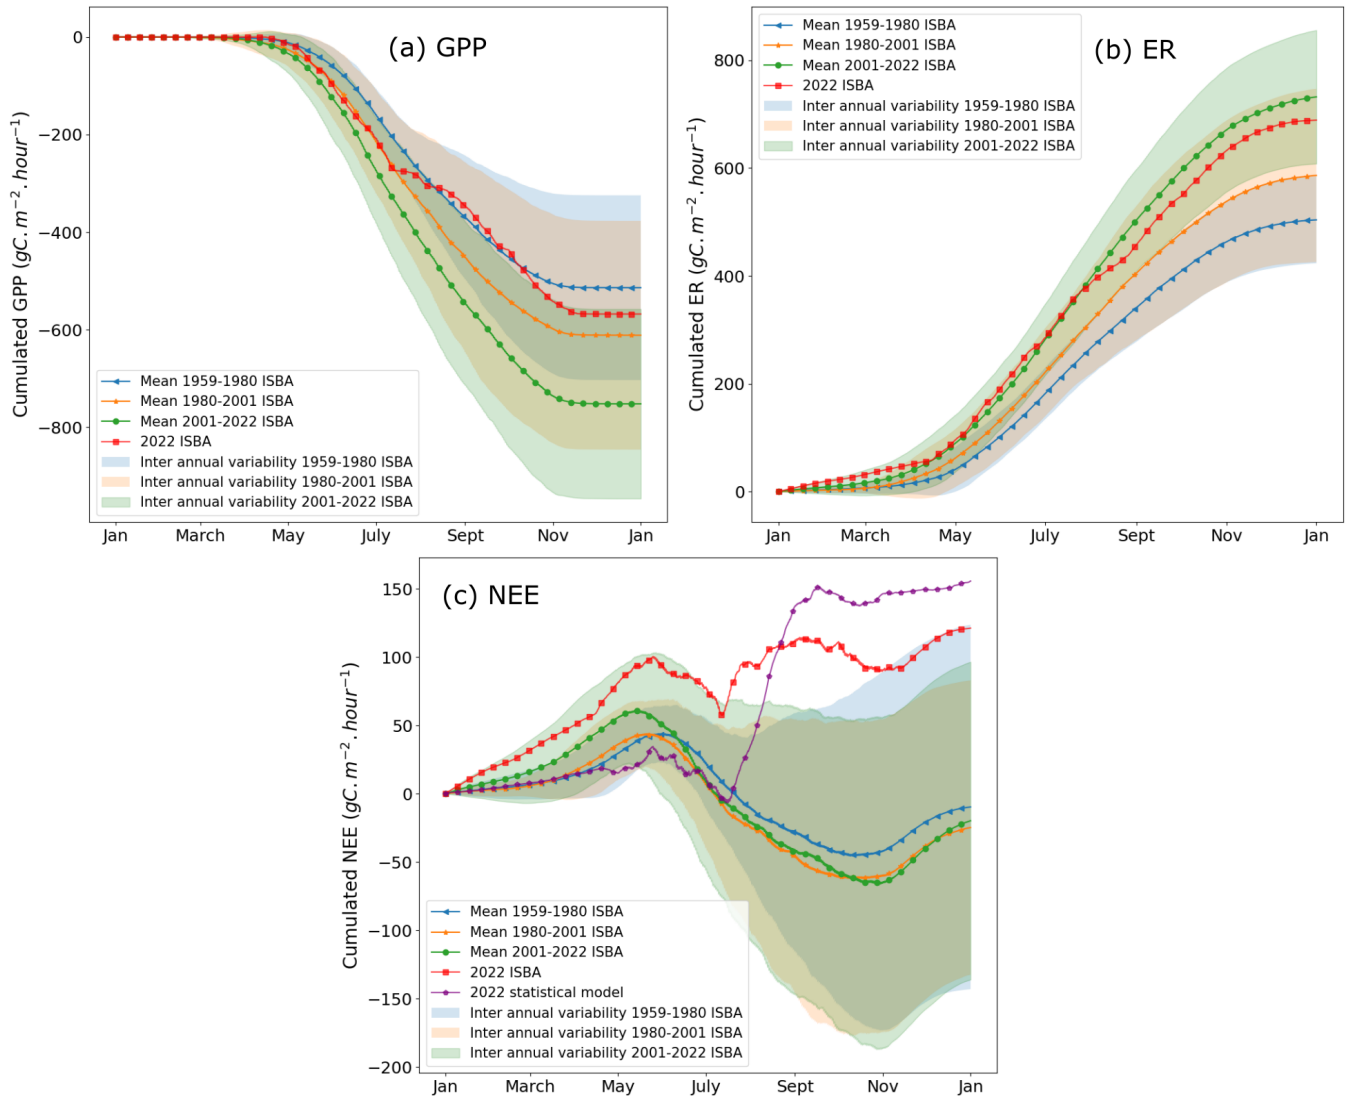 (a) GPP
Cumulated GPP (gC.m⁻².hour⁻¹)
0
−200
−400
−600
−800
Mean 1959-1980 ISBA
Mean 1980-2001 ISBA
Mean 2001-2022 ISBA
2022 ISBA
Inter annual variability 1959-1980 ISBA
Inter annual variability 1980-2001 ISBA
Inter annual variability 2001-2022 ISBA
Jan March May July Sept Nov Jan
(b) ER
Cumulated ER (gC.m⁻².hour⁻¹)
800
600
400
200
0
Mean 1959-1980 ISBA
Mean 1980-2001 ISBA
Mean 2001-2022 ISBA
2022 ISBA
Inter annual variability 1959-1980 ISBA
Inter annual variability 1980-2001 ISBA
Inter annual variability 2001-2022 ISBA
Jan March May July Sept Nov Jan
(c) NEE
Cumulated NEE (gC.m⁻².hour⁻¹)
150
100
50
0
−50
−100
−150
−200
Mean 1959-1980 ISBA
Mean 1980-2001 ISBA
Mean 2001-2022 ISBA
2022 ISBA
2022 statistical model
Inter annual variability 1959-1980 ISBA
Inter annual variability 1980-2001 ISBA
Inter annual variability 2001-2022 ISBA
Jan March May July Sept Nov Jan